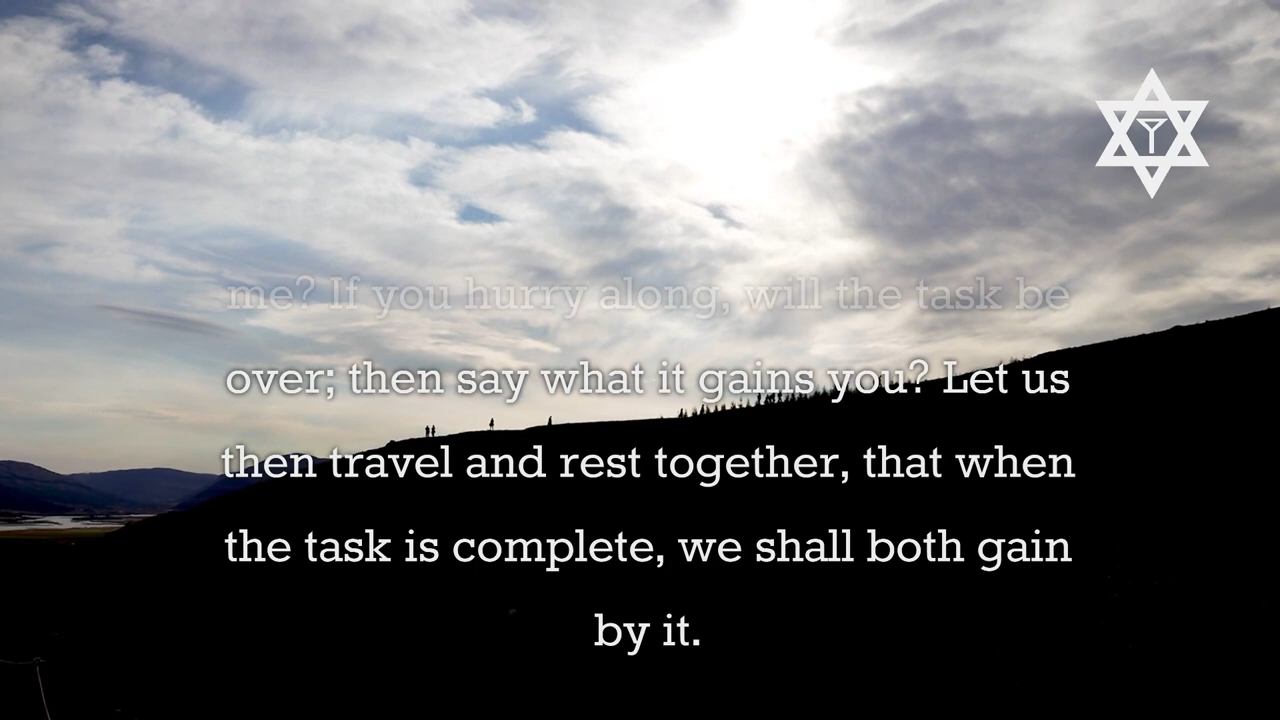 me? If you hurry along, will the task be
over; then say what it gains you? Let us
then travel and rest together, that when
the task is complete, we shall both gain
by it.